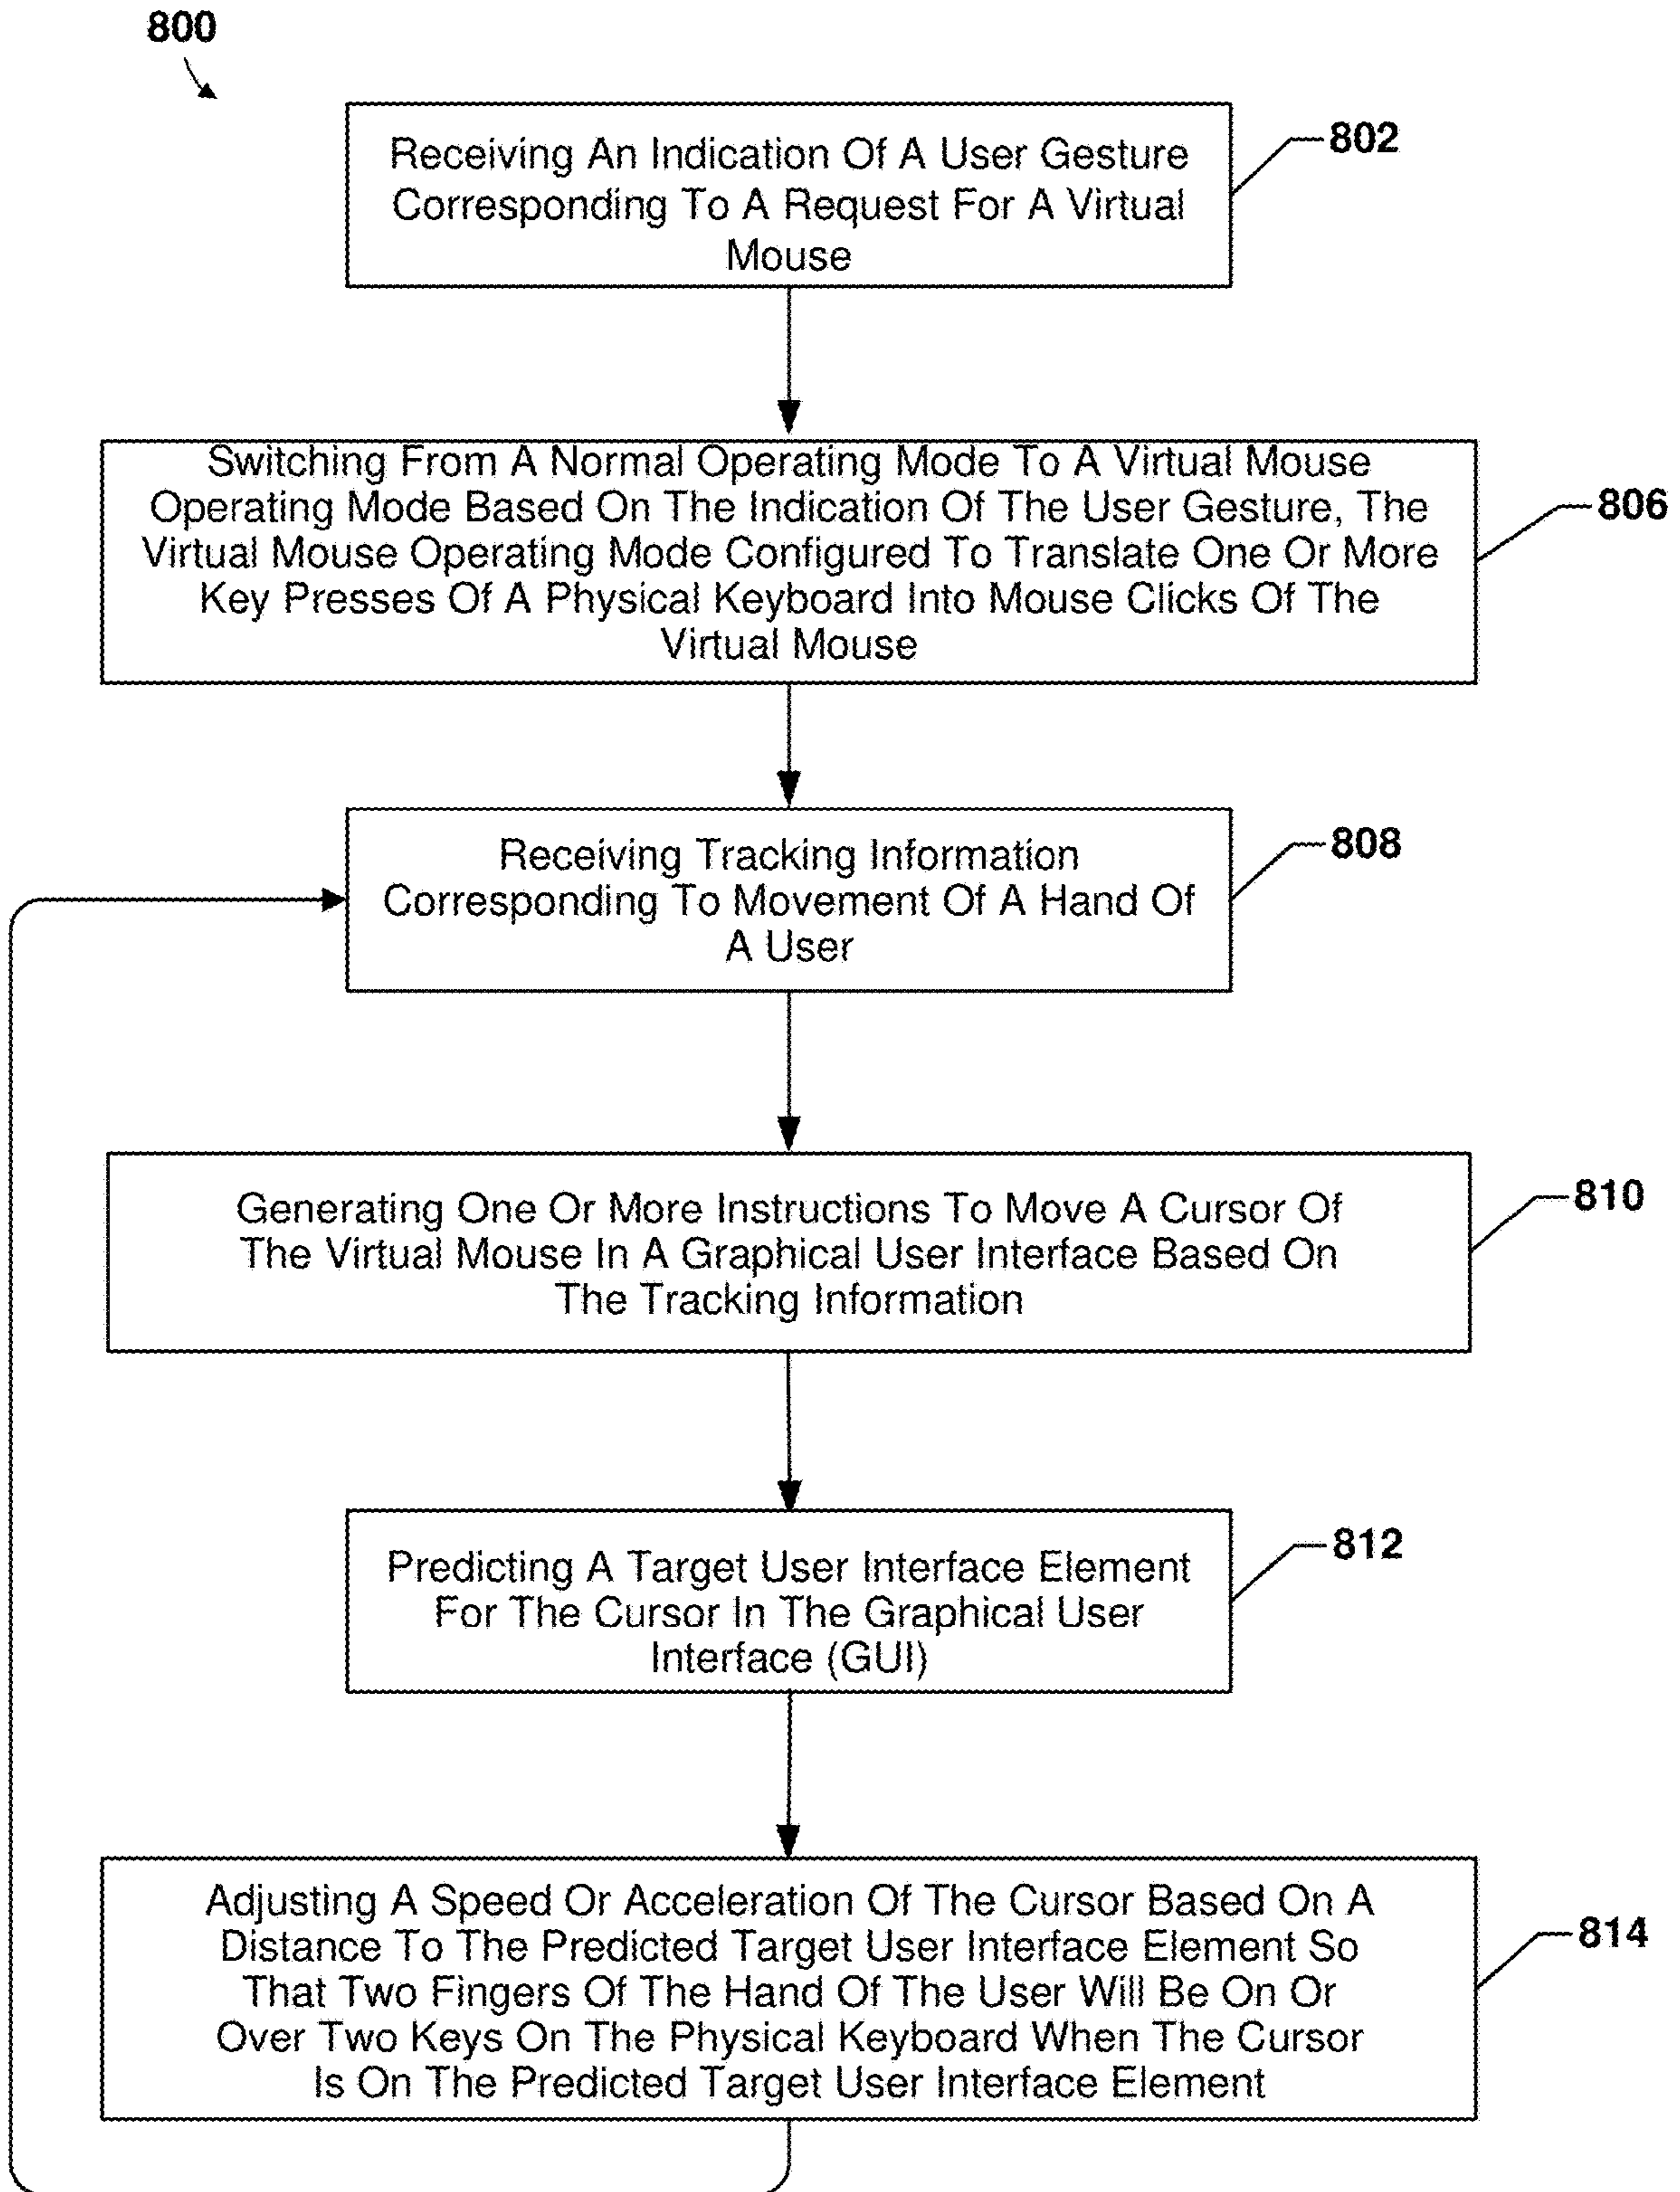 800
Receiving An Indication Of A User Gesture
Corresponding To A Request For A Virtual
Mouse
802
Switching From A Normal Operating Mode To A Virtual Mouse
Operating Mode Based On The Indication Of The User Gesture, The
Virtual Mouse Operating Mode Configured To Translate One Or More
Key Presses Of A Physical Keyboard Into Mouse Clicks Of The
Virtual Mouse
806
Receiving Tracking Information
Corresponding To Movement Of A Hand Of
A User
808
Generating One Or More Instructions To Move A Cursor Of
The Virtual Mouse In A Graphical User Interface Based On
The Tracking Information
810
Predicting A Target User Interface Element
For The Cursor In The Graphical User
Interface (GUI)
812
Adjusting A Speed Or Acceleration Of The Cursor Based On A
Distance To The Predicted Target User Interface Element So
That Two Fingers Of The Hand Of The User Will Be On Or
Over Two Keys On The Physical Keyboard When The Cursor
Is On The Predicted Target User Interface Element
814